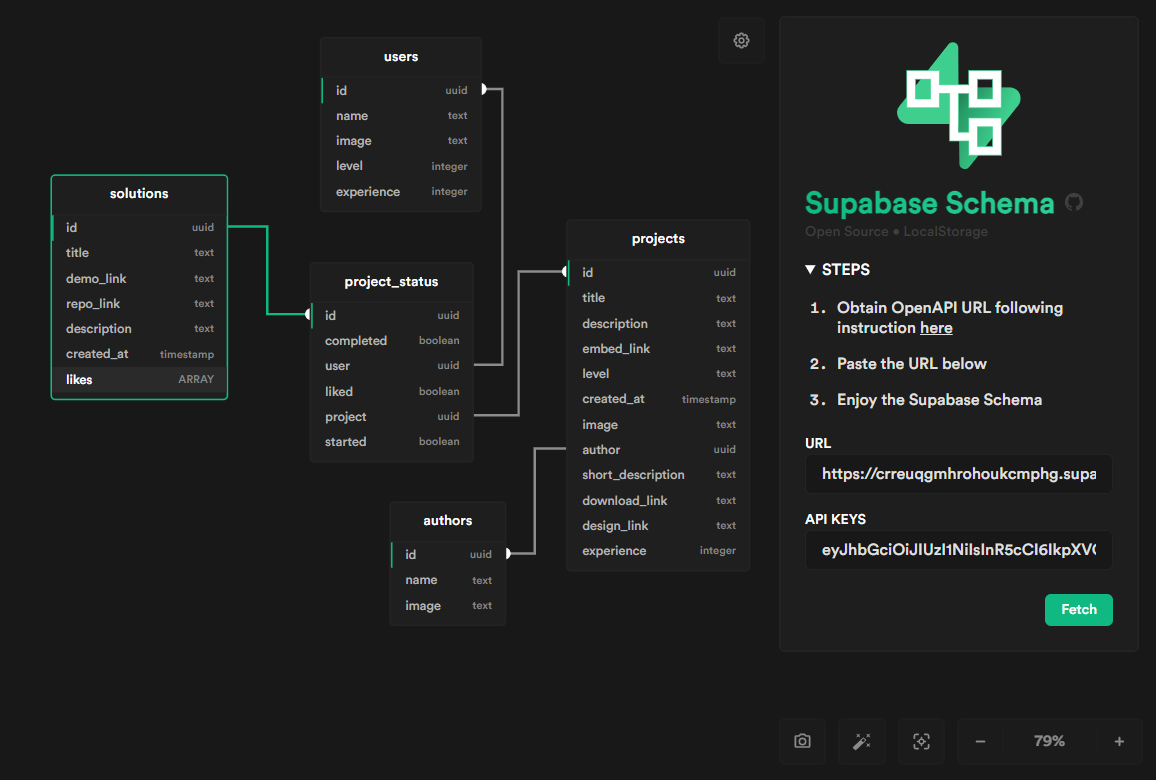 users
id uuid
name text
image text
level integer
experience integer
solutions
id uuid
title text
demo_link text
repo_link text
description text
created_at timestamp
likes ARRAY
project_status
id uuid
completed boolean
user uuid
liked boolean
project uuid
started boolean
projects
id uuid
title text
description text
embed_link text
level text
created_at timestamp
image text
author uuid
short_description text
download_link text
design_link text
experience integer
authors
id uuid
name text
image text
Supabase Schema
Open Source • LocalStorage
▼ STEPS
1. Obtain OpenAPI URL following
instruction here
2. Paste the URL below
3. Enjoy the Supabase Schema
URL
https://crreuqgmhrohoukcmphg.supa
API KEYS
eyJhbGciOiJIUzI1NiIsInR5cCI6IkpXVC
Fetch
− 79% +